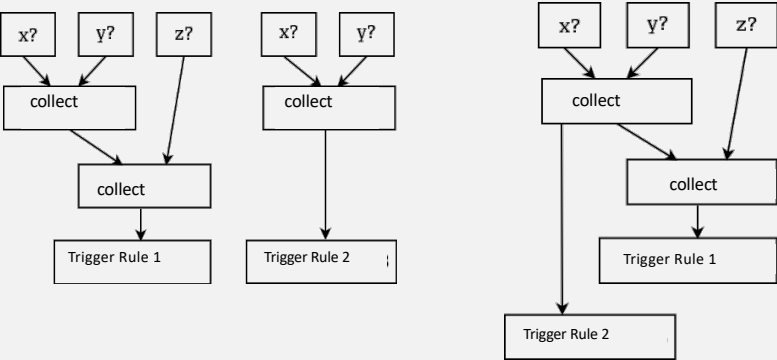 x? y? z? x? y? x? y? z?
collect collect collect
collect collect
Trigger Rule 1 Trigger Rule 2 Trigger Rule 1
Trigger Rule 2